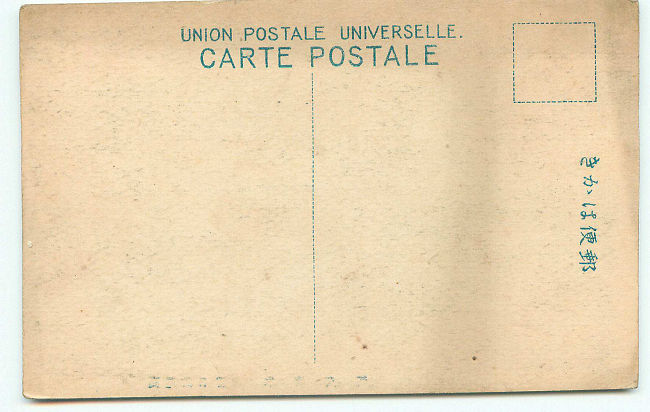 UNION POSTALE UNIVERSELLE.
CARTE POSTALE
郵便はかき